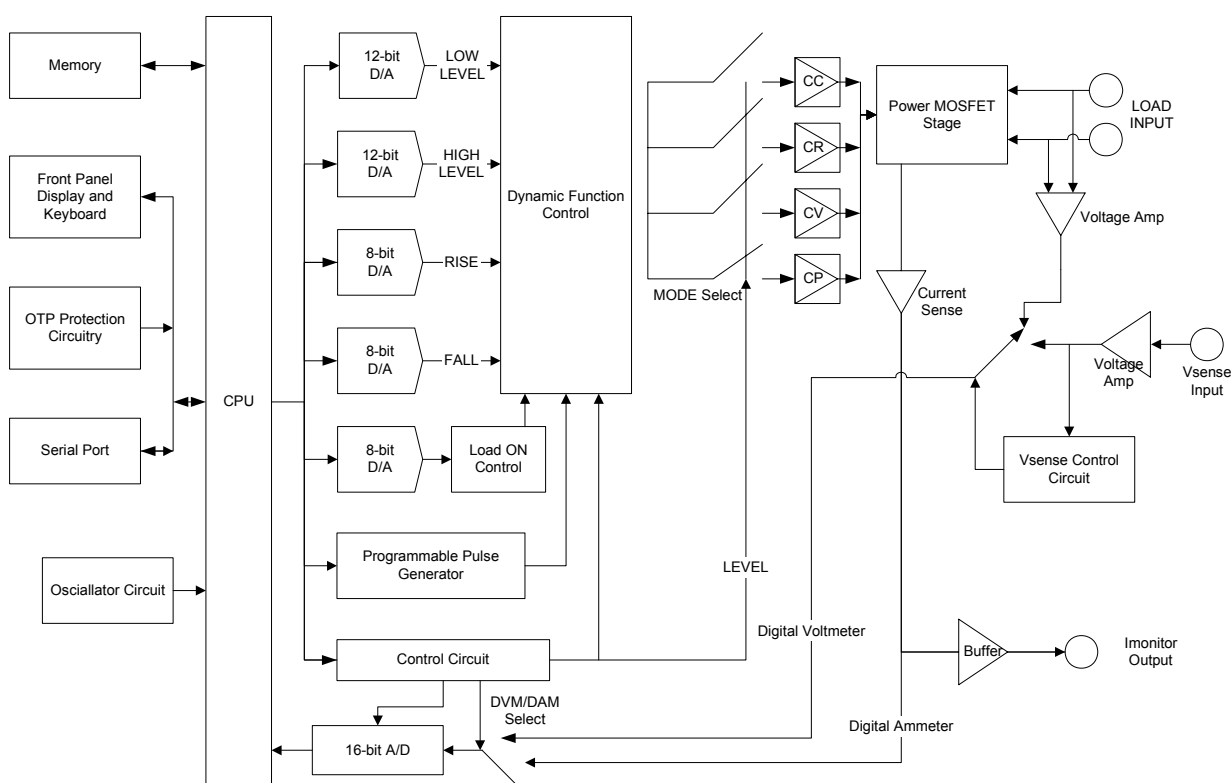 Memory
Front Panel
Display and
Keyboard
OTP Protection
Circuitry
Serial Port
Osciallator Circuit
CPU
12-bit
D/A
LOW
LEVEL
12-bit
D/A
HIGH
LEVEL
8-bit
D/A
RISE
8-bit
D/A
FALL
8-bit
D/A
Load ON
Control
Programmable Pulse
Generator
Control Circuit
16-bit A/D
DVM/DAM
Select
Dynamic Function
Control
MODE Select
LEVEL
CC
CR
CV
CP
Power MOSFET
Stage
LOAD
INPUT
Voltage Amp
Current
Sense
Voltage
Amp
Vsense
Input
Vsense Control
Circuit
Digital Voltmeter
Buffer
Imonitor
Output
Digital Ammeter